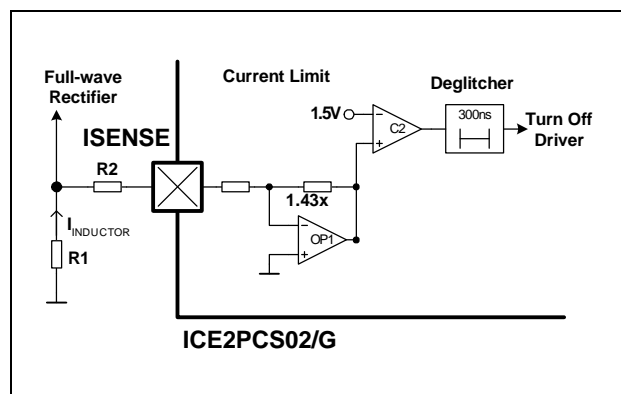 Full-wave
Rectifier
Current Limit
Deglitcher
1.5V
C2
300ns
Turn Off
Driver
ISENSE
R2
1.43x
IINDUCTOR
OP1
R1
ICE2PCS02/G